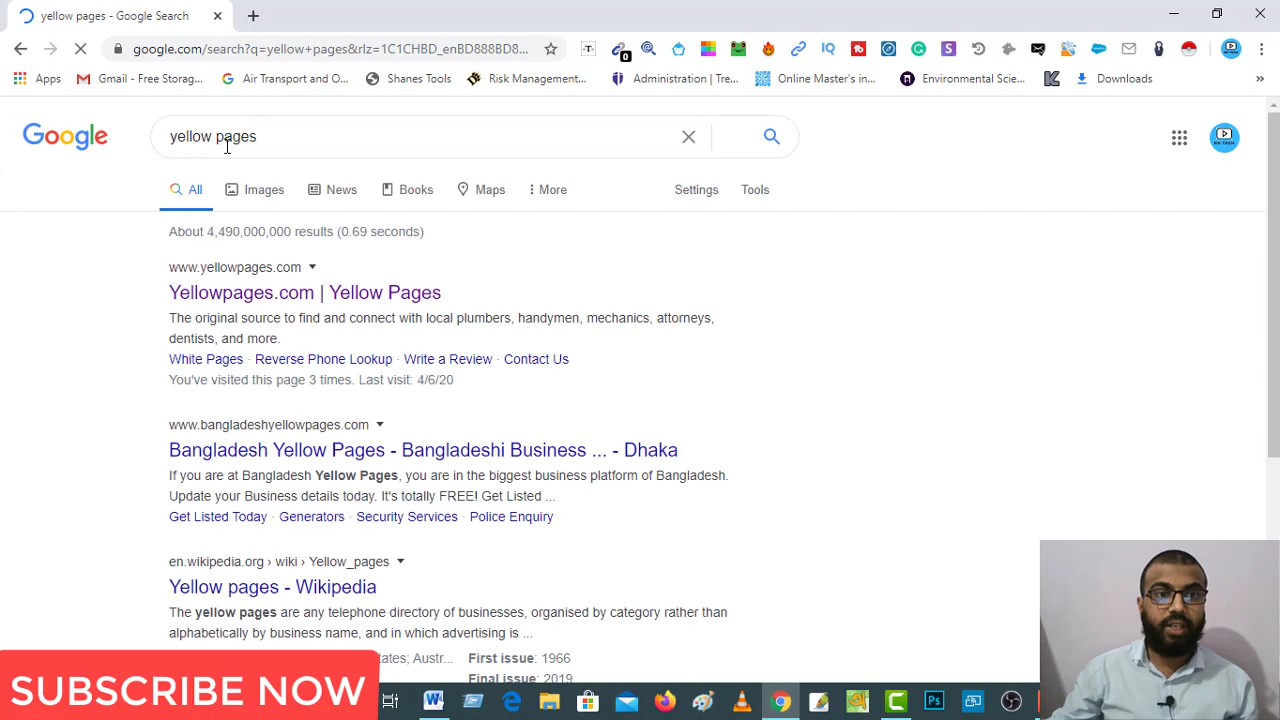 yellow pages - Google Search
google.com/search?q=yellow+pages&rlz=1C1CHBD_enBD888BD8...
Apps
Gmail - Free Storag...
Air Transport and O...
Shanes Tools
Risk Management...
Administration | Tre...
Online Master's in...
Environmental Scie...
Downloads
Google
yellow pages
All
Images
News
Books
Maps
More
Settings
Tools
About 4,490,000,000 results (0.69 seconds)
www.yellowpages.com
Yellowpages.com | Yellow Pages
The original source to find and connect with local plumbers, handymen, mechanics, attorneys,
dentists, and more.
White Pages · Reverse Phone Lookup · Write a Review · Contact Us
You've visited this page 3 times. Last visit: 4/6/20
www.bangladeshyellowpages.com
Bangladesh Yellow Pages - Bangladeshi Business ... - Dhaka
If you are at Bangladesh Yellow Pages, you are in the biggest business platform of Bangladesh.
Update your Business details today. It's totally FREE! Get Listed ...
Get Listed Today · Generators · Security Services · Police Enquiry
en.wikipedia.org › wiki › Yellow_pages
Yellow pages - Wikipedia
The yellow pages are any telephone directory of businesses, organised by category rather than
alphabetically by business name, and in which advertising is ...
tates; Austr... First issue: 1966
Final issue: 2019
SUBSCRIBE NOW